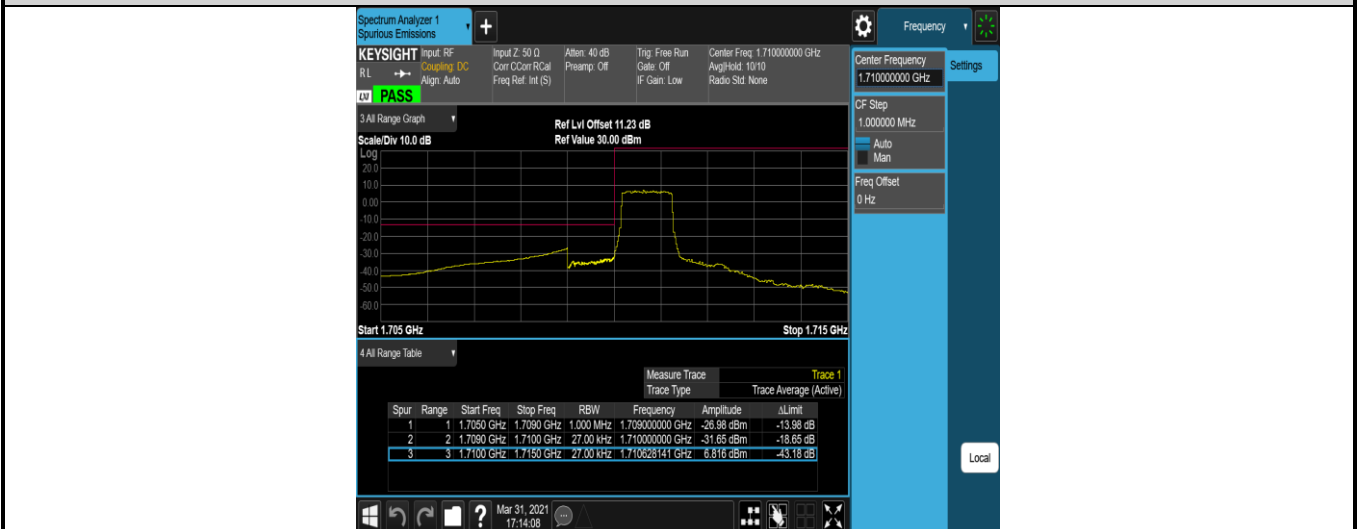 Spectrum Analyzer 1
Spurious Emissions
+
Frequency
KEYSIGHT Input: RF Input Z: 50 Ω Atten: 40 dB Trig: Free Run Center Freq: 1.710000000 GHz
RL Coupling: DC Corr CCorr RCal Preamp: Off Gate: Off Avg|Hold: 10/10
Align: Auto Freq Ref: Int (S) IF Gain: Low Radio Std: None
LXI PASS
Center Frequency
1.710000000 GHz
Settings
CF Step
1.000000 MHz
Auto
Man
Freq Offset
0 Hz
3 All Range Graph
Ref Lvl Offset 11.23 dB
Scale/Div 10.0 dB Ref Value 30.00 dBm
Log
20.0
10.0
0.00
-10.0
-20.0
-30.0
-40.0
-50.0
-60.0
Start 1.705 GHz Stop 1.715 GHz
4 All Range Table
Measure Trace Trace 1
Trace Type Trace Average (Active)
Spur Range Start Freq Stop Freq RBW Frequency Amplitude ΔLimit
1 1 1.7050 GHz 1.7090 GHz 1.000 MHz 1.709000000 GHz -26.98 dBm -13.98 dB
2 2 1.7090 GHz 1.7100 GHz 27.00 kHz 1.710000000 GHz -31.65 dBm -18.65 dB
3 3 1.7100 GHz 1.7150 GHz 27.00 kHz 1.710628141 GHz 6.816 dBm -43.18 dB
Local
? Mar 31, 2021
17:14:08